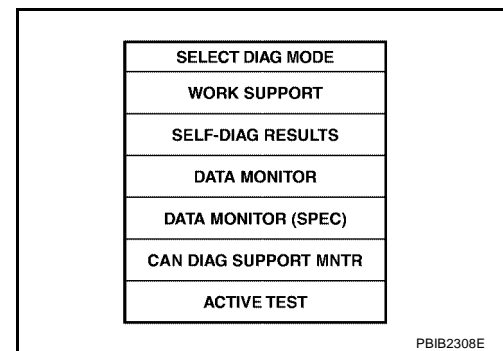 SELECT DIAG MODE
WORK SUPPORT
SELF-DIAG RESULTS
DATA MONITOR
DATA MONITOR (SPEC)
CAN DIAG SUPPORT MNTR
ACTIVE TEST
PBIB2308E